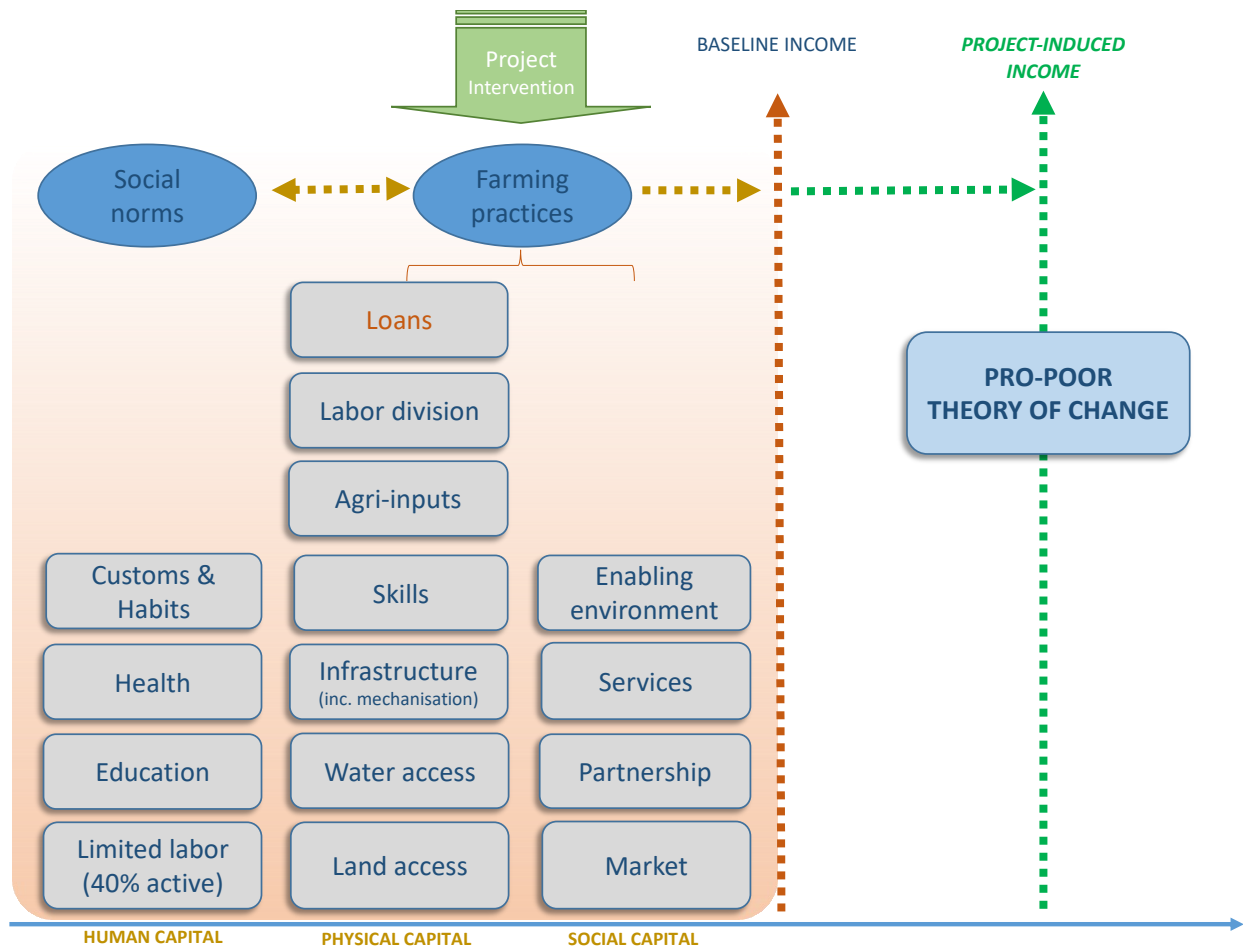 Project
Intervention
BASELINE INCOME
PROJECT-INDUCED
INCOME
Social
norms
Farming
practices
Loans
Labor division
Agri-inputs
Customs &
Habits
Skills
Enabling
environment
Health
Infrastructure
(inc. mechanisation)
Services
Education
Water access
Partnership
Limited labor
(40% active)
Land access
Market
PRO-POOR
THEORY OF CHANGE
HUMAN CAPITAL
PHYSICAL CAPITAL
SOCIAL CAPITAL